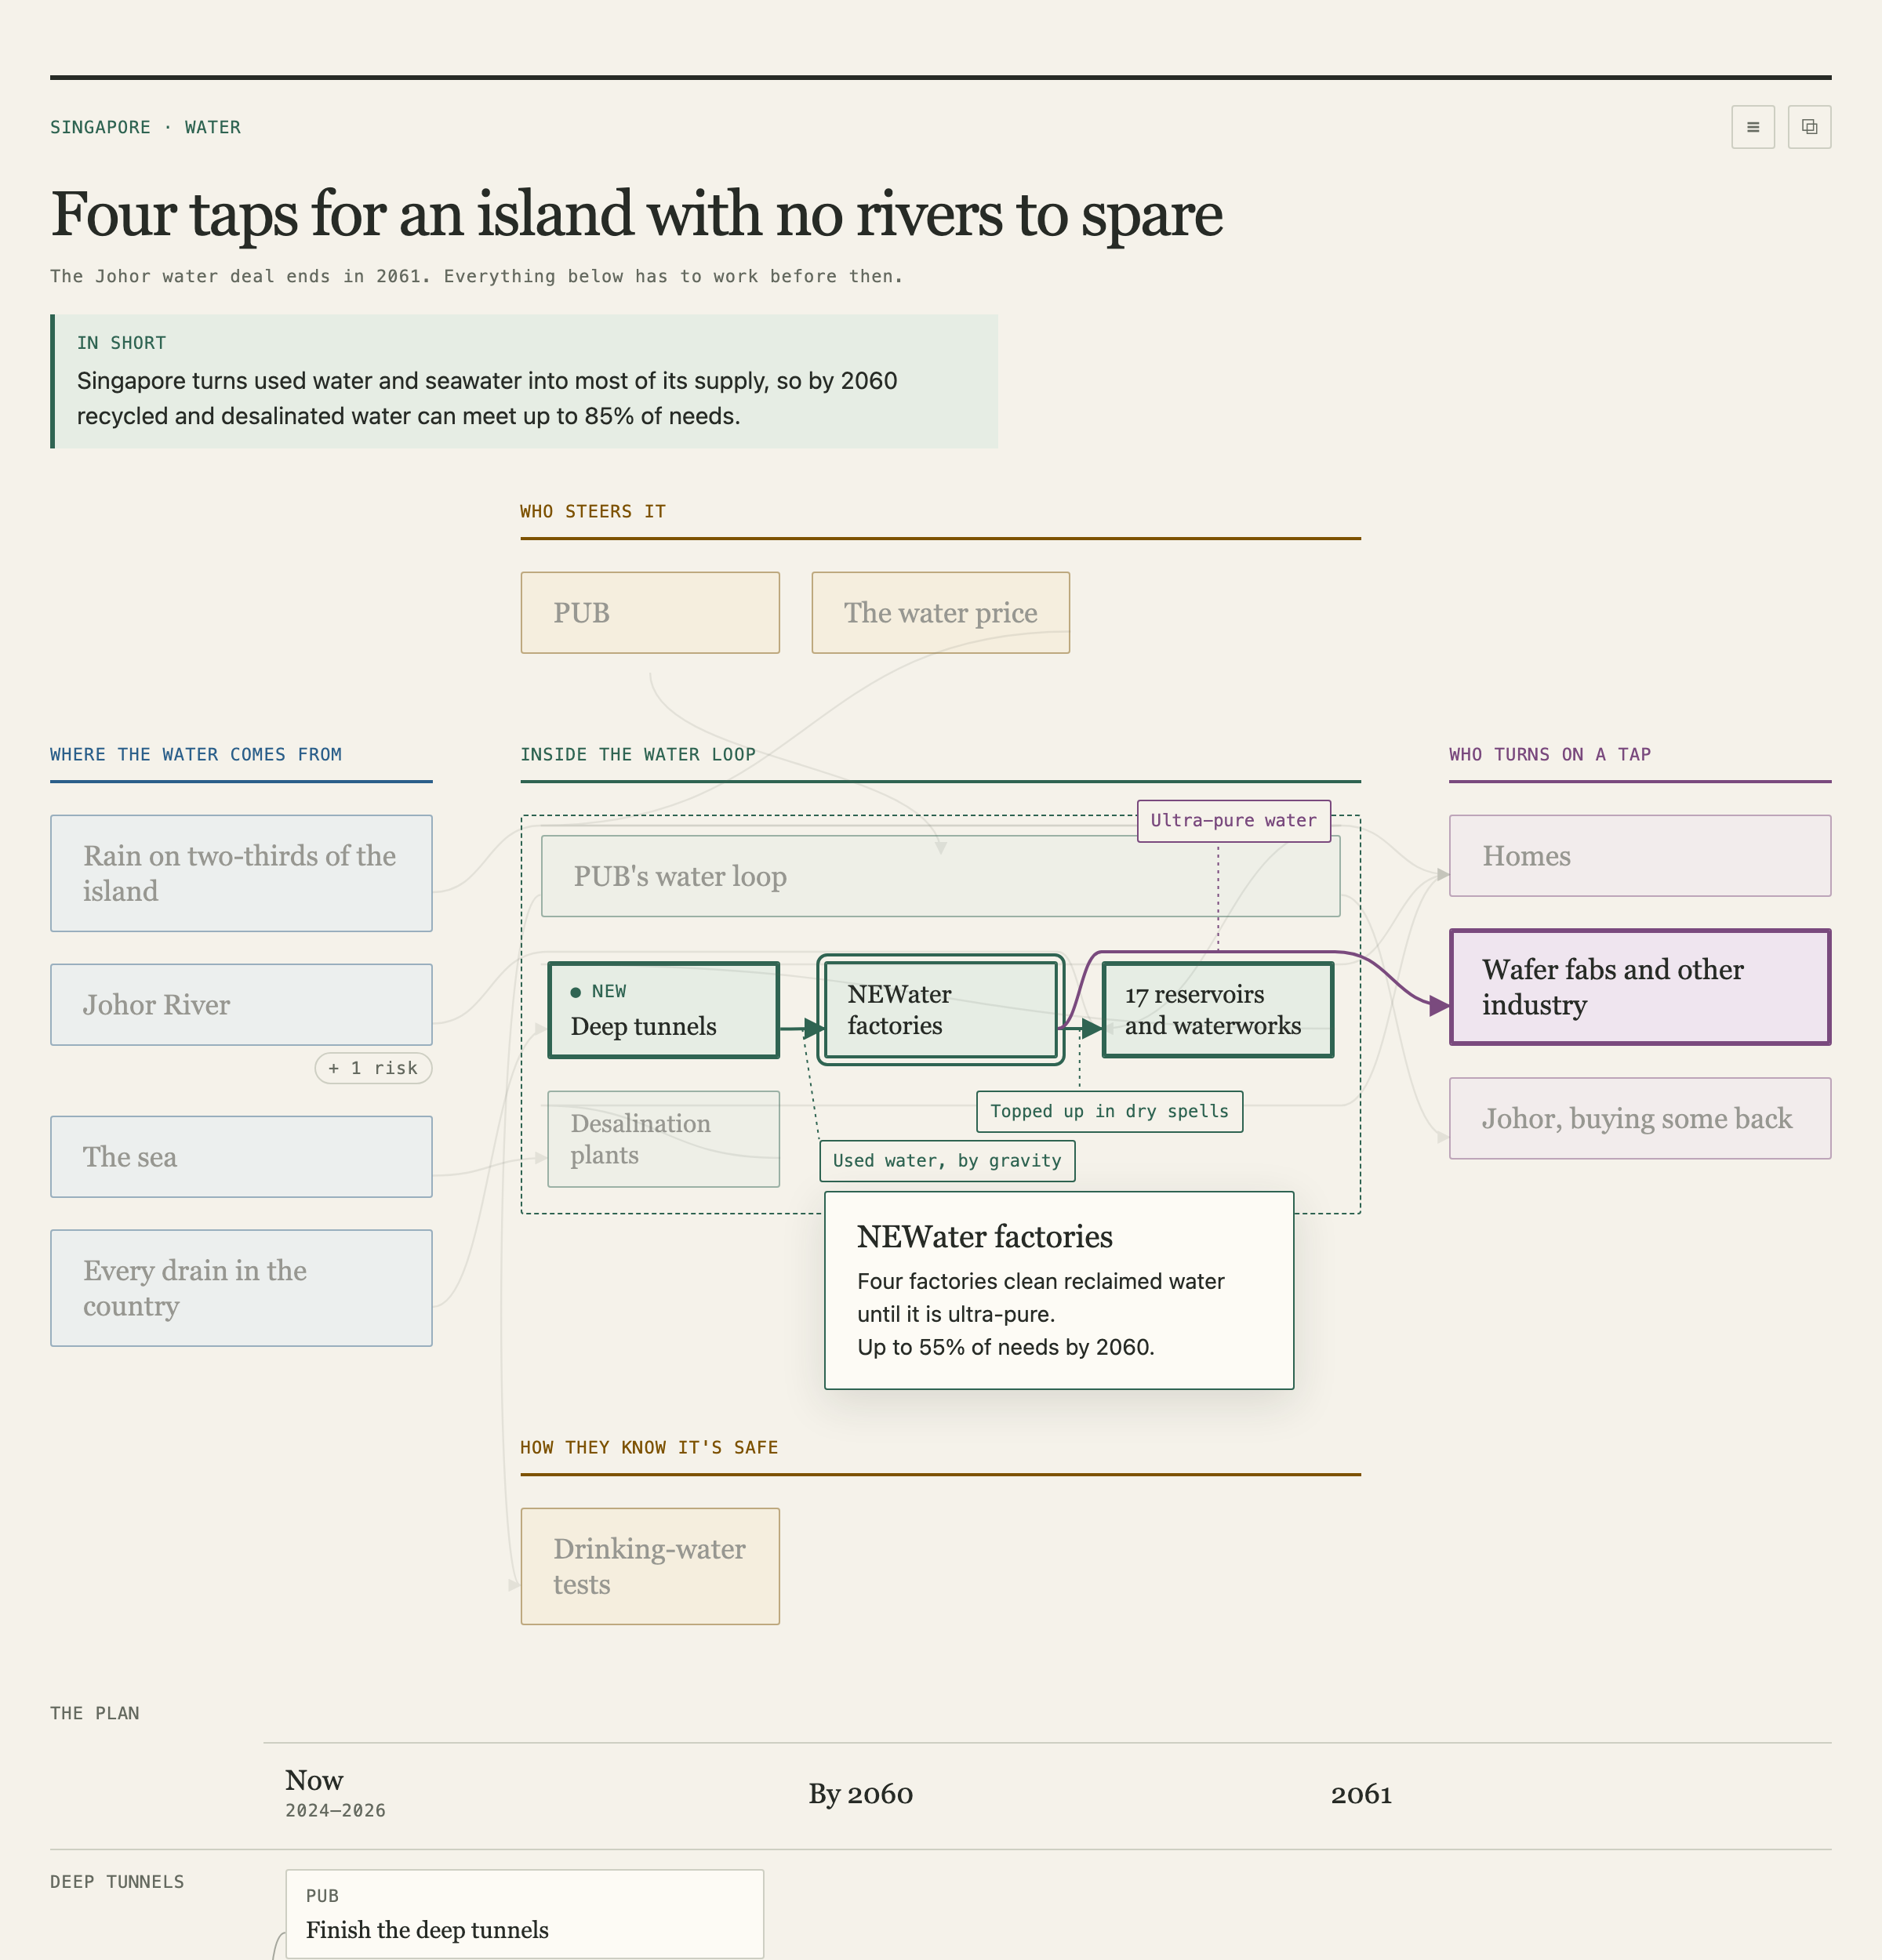 SINGAPORE · WATER
Four taps for an island with no rivers to spare
The Johor water deal ends in 2061. Everything below has to work before then.
IN SHORT
Singapore turns used water and seawater into most of its supply, so by 2060
recycled and desalinated water can meet up to 85% of needs.
WHO STEERS IT
PUB
The water price
WHERE THE WATER COMES FROM
Rain on two-thirds of the
island
Johor River
+ 1 risk
The sea
Every drain in the
country
INSIDE THE WATER LOOP
Ultra-pure water
PUB's water loop
NEW
Deep tunnels
NEWater
factories
17 reservoirs
and waterworks
Desalination
plants
Topped up in dry spells
Used water, by gravity
NEWater factories
Four factories clean reclaimed water
until it is ultra-pure.
Up to 55% of needs by 2060.
WHO TURNS ON A TAP
Homes
Wafer fabs and other
industry
Johor, buying some back
HOW THEY KNOW IT'S SAFE
Drinking-water
tests
THE PLAN
Now
2024–2026
By 2060
2061
DEEP TUNNELS
PUB
Finish the deep tunnels